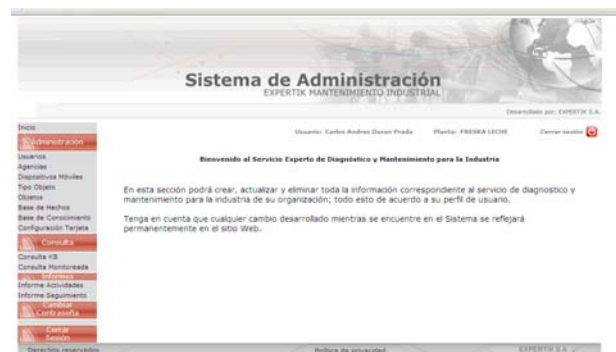 Sistema de Administración
EXPERTIK MANTENIMIENTO INDUSTRIAL
Desarrollado por: EXPERTIK S.A.
Inicio
Usuario: Carlos Andres Duran Prada Planta: FRESKA LECHE Cerrar sesión
Administración
Usuarios
Agencias
Dispositivos Móviles
Tipo Objeto
Objetos
Base de Hechos
Base de Conocimiento
Configuración Tarjeta
Consulta
Consulta KB
Consulta Monitoreada
Informes
Informe Actividades
Informe Seguimiento
Cambiar
Contraseña
Cerrar
Sesión
Bienvenido al Servicio Experto de Diagnóstico y Mantenimiento para la Industria
En esta sección podrá crear, actualizar y eliminar toda la información correspondiente al servicio de diagnostico y
mantenimiento para la industria de su organización; todo esto de acuerdo a su perfil de usuario.
Tenga en cuenta que cualquier cambio desarrollado mientras se encuentre en el Sistema se reflejará
permanentemente en el sitio Web.
Derechos reservados Política de privacidad EXPERTIK S.A.